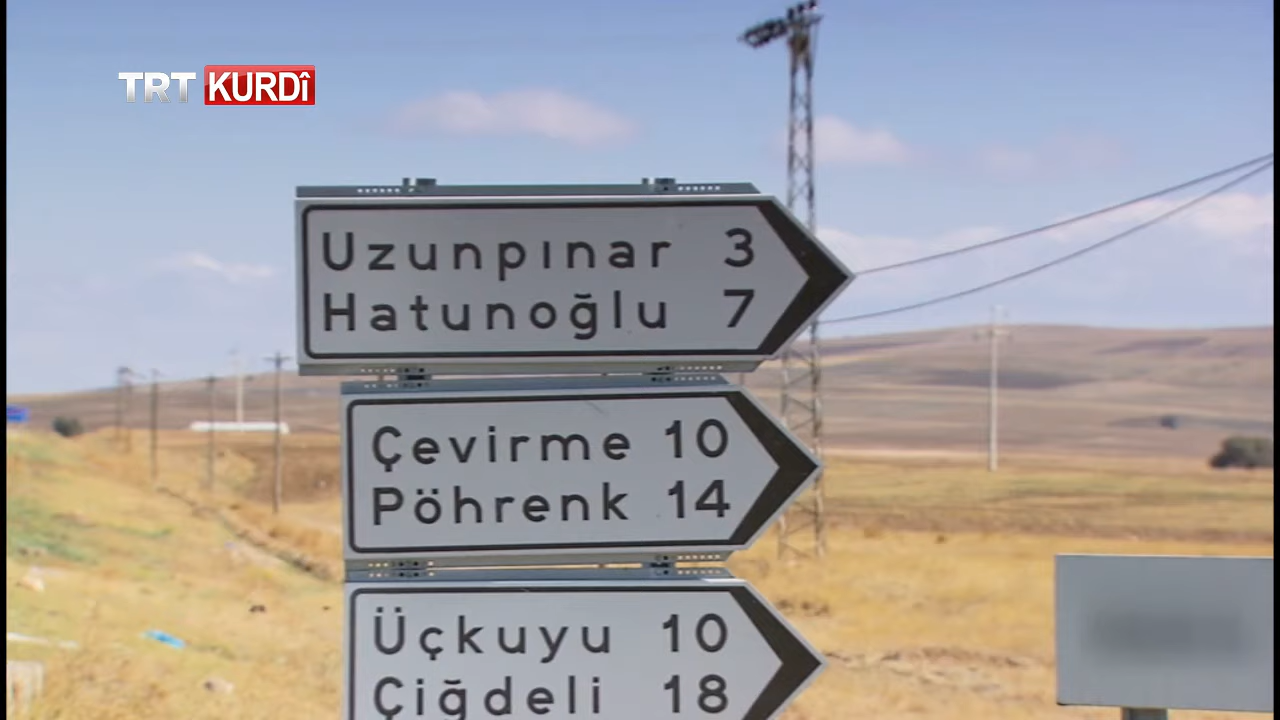 TRT KURDÎ
Uzunpınar 3
Hatunoğlu 7
Çevirme 10
Pöhrenk 14
Üçkuyu 10
Çiğdeli 18